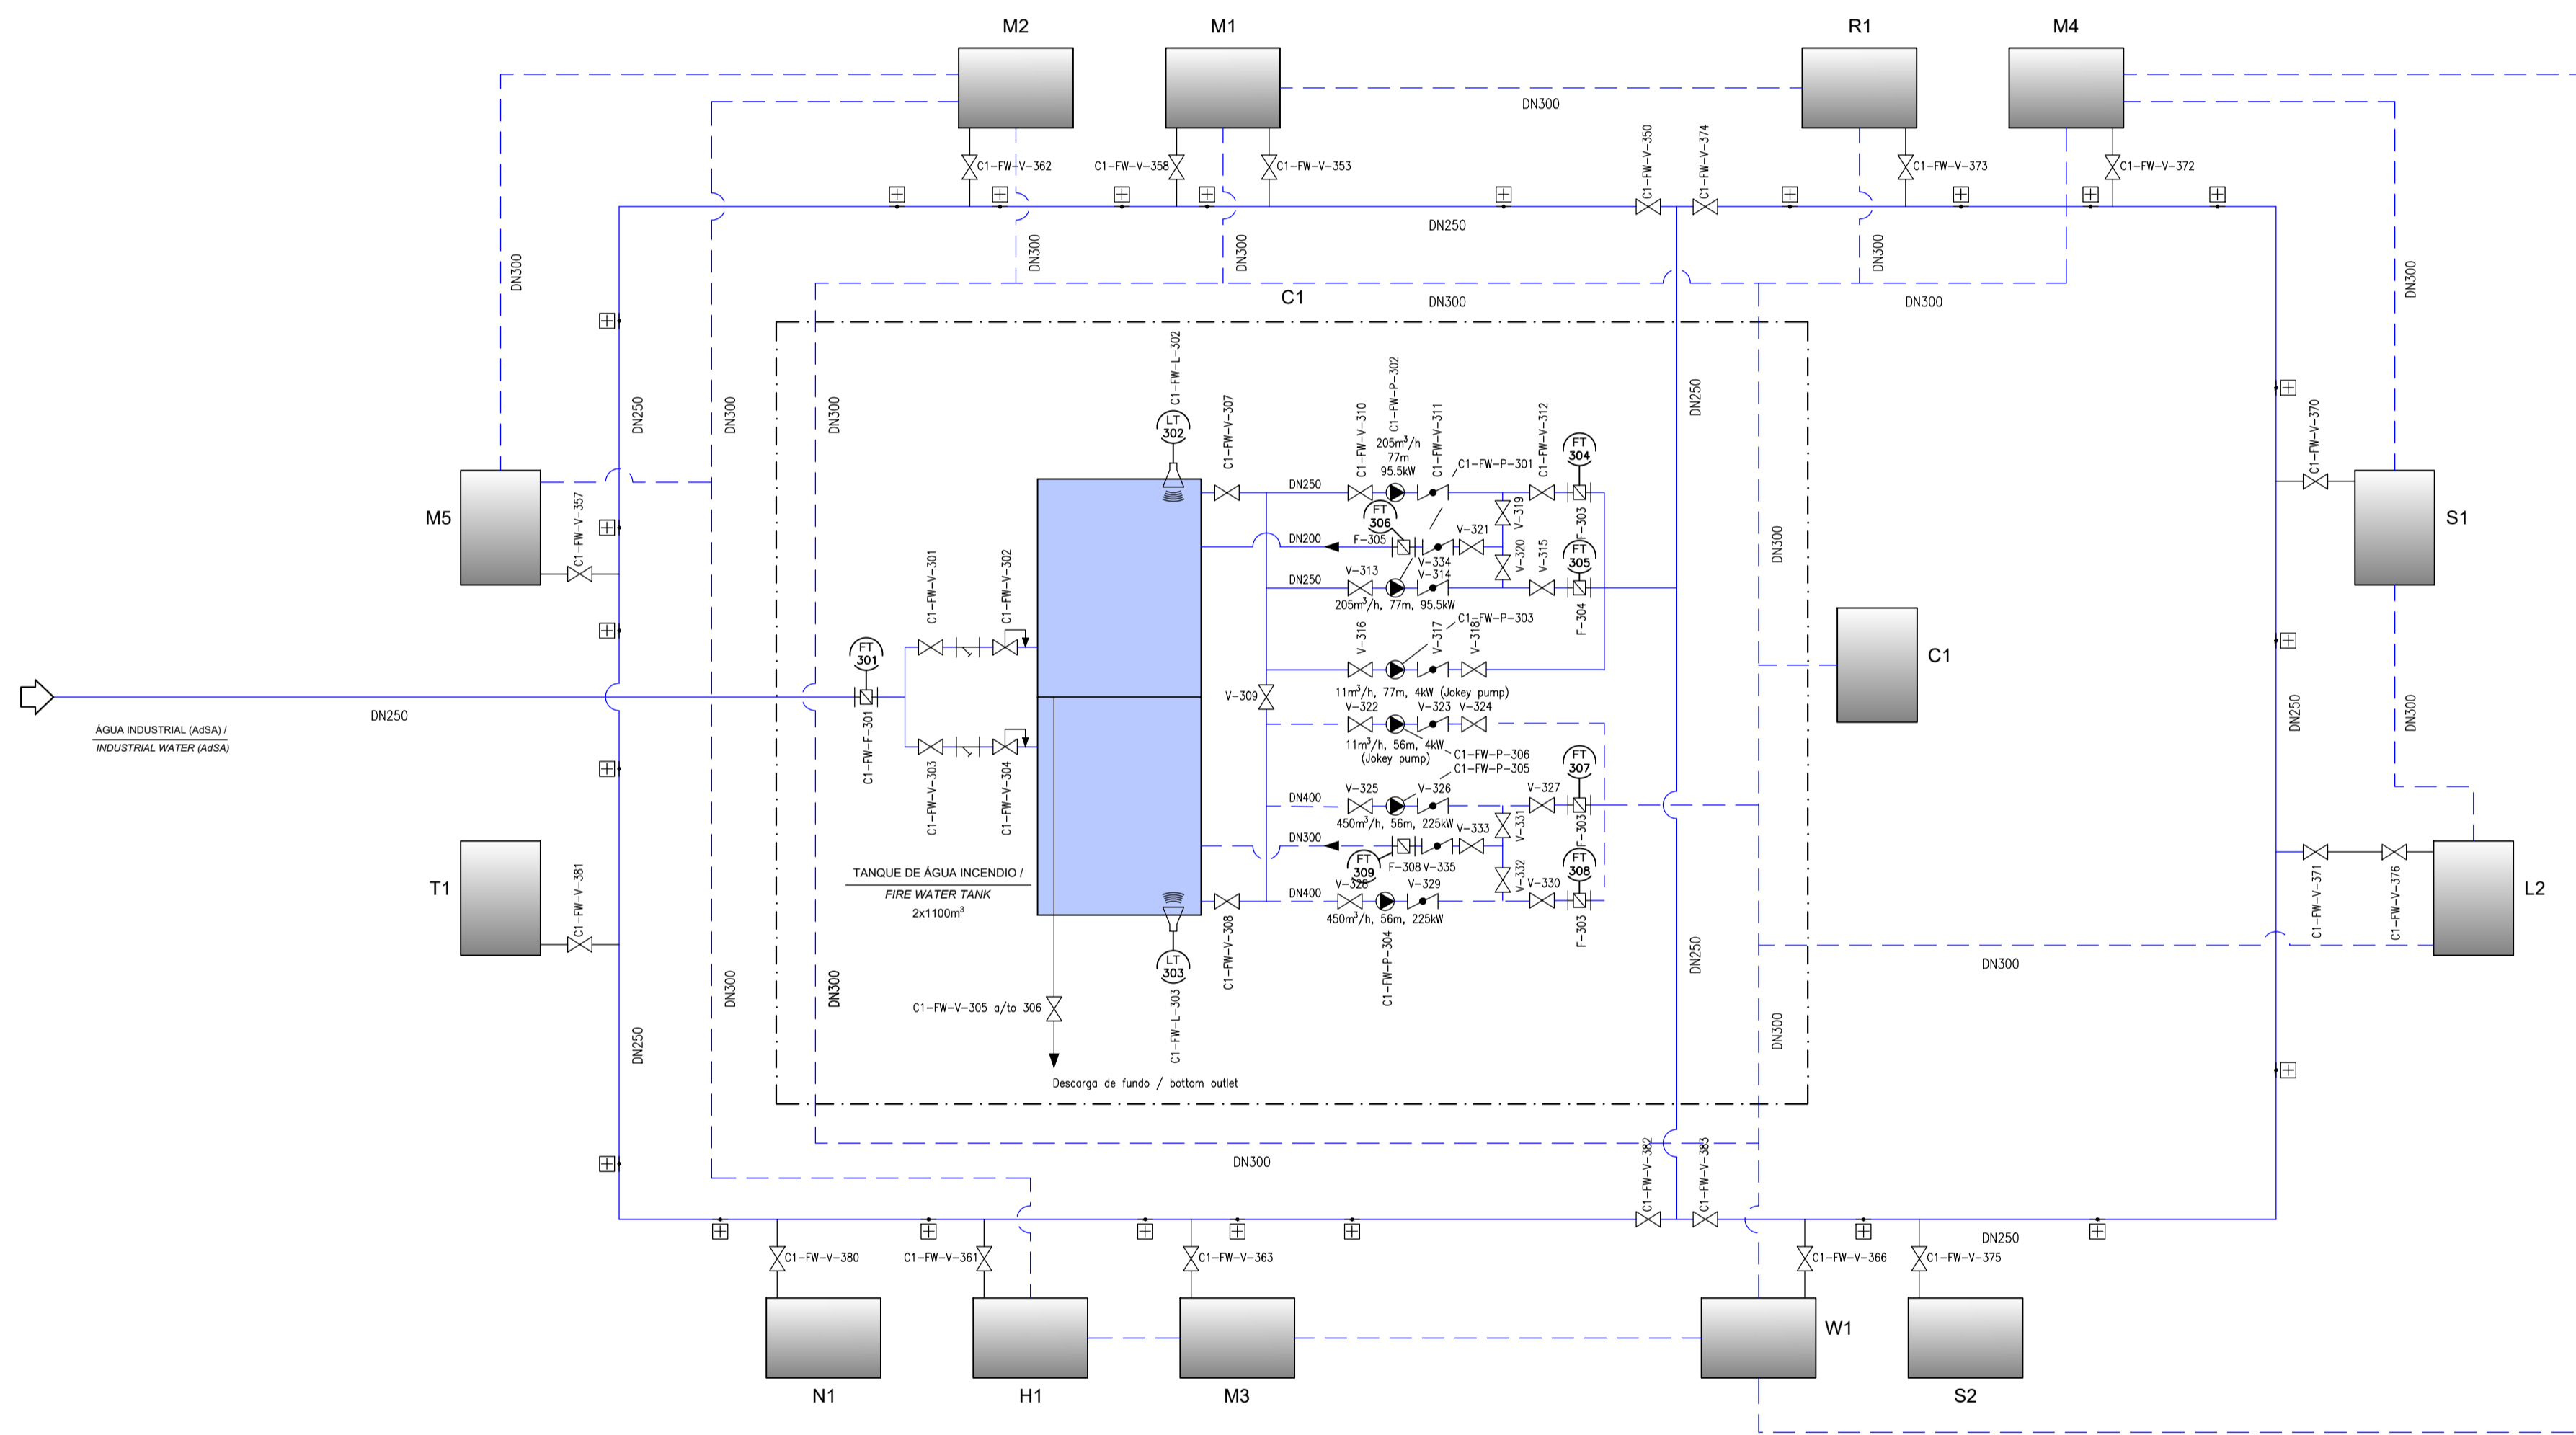 M2
M1
R1
M4
DN300
C1-FW-V-350
C1-FW-V-374
C1-FW-V-362
C1-FW-V-358
C1-FW-V-353
C1-FW-V-373
C1-FW-V-372
DN250
DN300
DN300
DN300
DN300
DN300
C1
DN300
DN300
DN250
DN300
DN300
DN250
C1-FW-L-302
LT
302
C1-FW-V-307
C1-FW-V-310
C1-FW-P-302
205m³/h
77m
95.5kW
C1-FW-V-311
C1-FW-P-301
C1-FW-V-312
FT
304
C1-FW-V-370
M5
C1-FW-V-357
S1
DN250
FT
306
V-319
F-303
DN200
F-305
V-321
V-334
V-320
V-315
FT
305
DN250
V-313
V-314
205m³/h, 77m, 95.5kW
F-304
DN300
C1-FW-V-301
C1-FW-V-302
V-316
V-317
V-318
C1-FW-P-303
C1
FT
301
V-309
11m³/h, 77m, 4kW (Jokey pump)
DN250
ÁGUA INDUSTRIAL (AdSA) /
INDUSTRIAL WATER (AdSA)
C1-FW-F-301
V-322
V-323
V-324
11m³/h, 56m, 4kW
(Jokey pump)
C1-FW-P-306
C1-FW-P-305
FT
307
DN250
DN300
C1-FW-V-303
C1-FW-V-304
DN400
V-325
V-326
V-327
450m³/h, 56m, 225kW
V-333
V-331
F-303
DN300
FT
309
F-308
V-335
V-332
FT
308
TANQUE DE ÁGUA INCENDIO /
FIRE WATER TANK
2x1100m³
T1
C1-FW-V-381
DN400
V-328
V-329
V-330
450m³/h, 56m, 225kW
F-303
C1-FW-V-308
C1-FW-P-304
C1-FW-V-371
C1-FW-V-376
L2
DN300
DN300
DN300
DN250
LT
303
C1-FW-L-303
C1-FW-V-305 a/to 306
DN250
DN300
Descarga de fundo / bottom outlet
DN300
C1-FW-V-382
C1-FW-V-383
DN250
C1-FW-V-380
C1-FW-V-361
C1-FW-V-363
C1-FW-V-366
C1-FW-V-375
W1
N1
H1
M3
S2